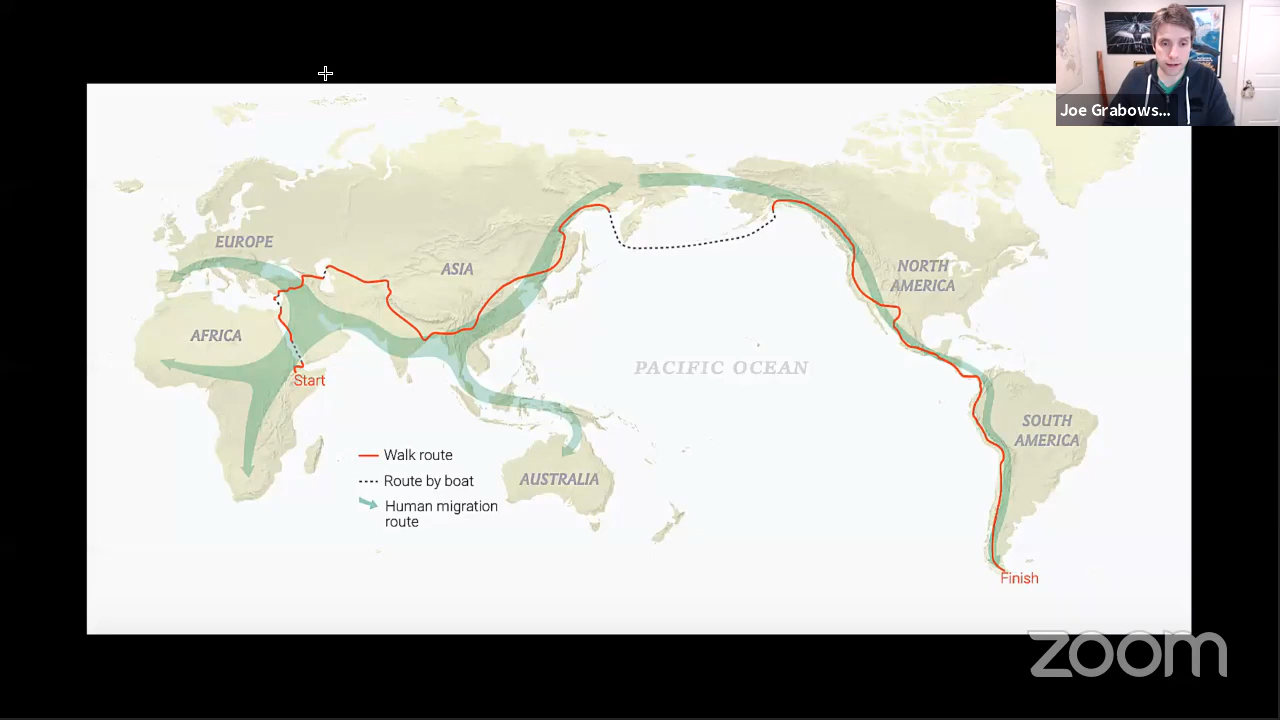 Joe Grabows...
EUROPE
ASIA
NORTH
AMERICA
AFRICA
PACIFIC OCEAN
Start
SOUTH
AMERICA
Walk route
AUSTRALIA
Route by boat
Human migration
route
Finish
zoom